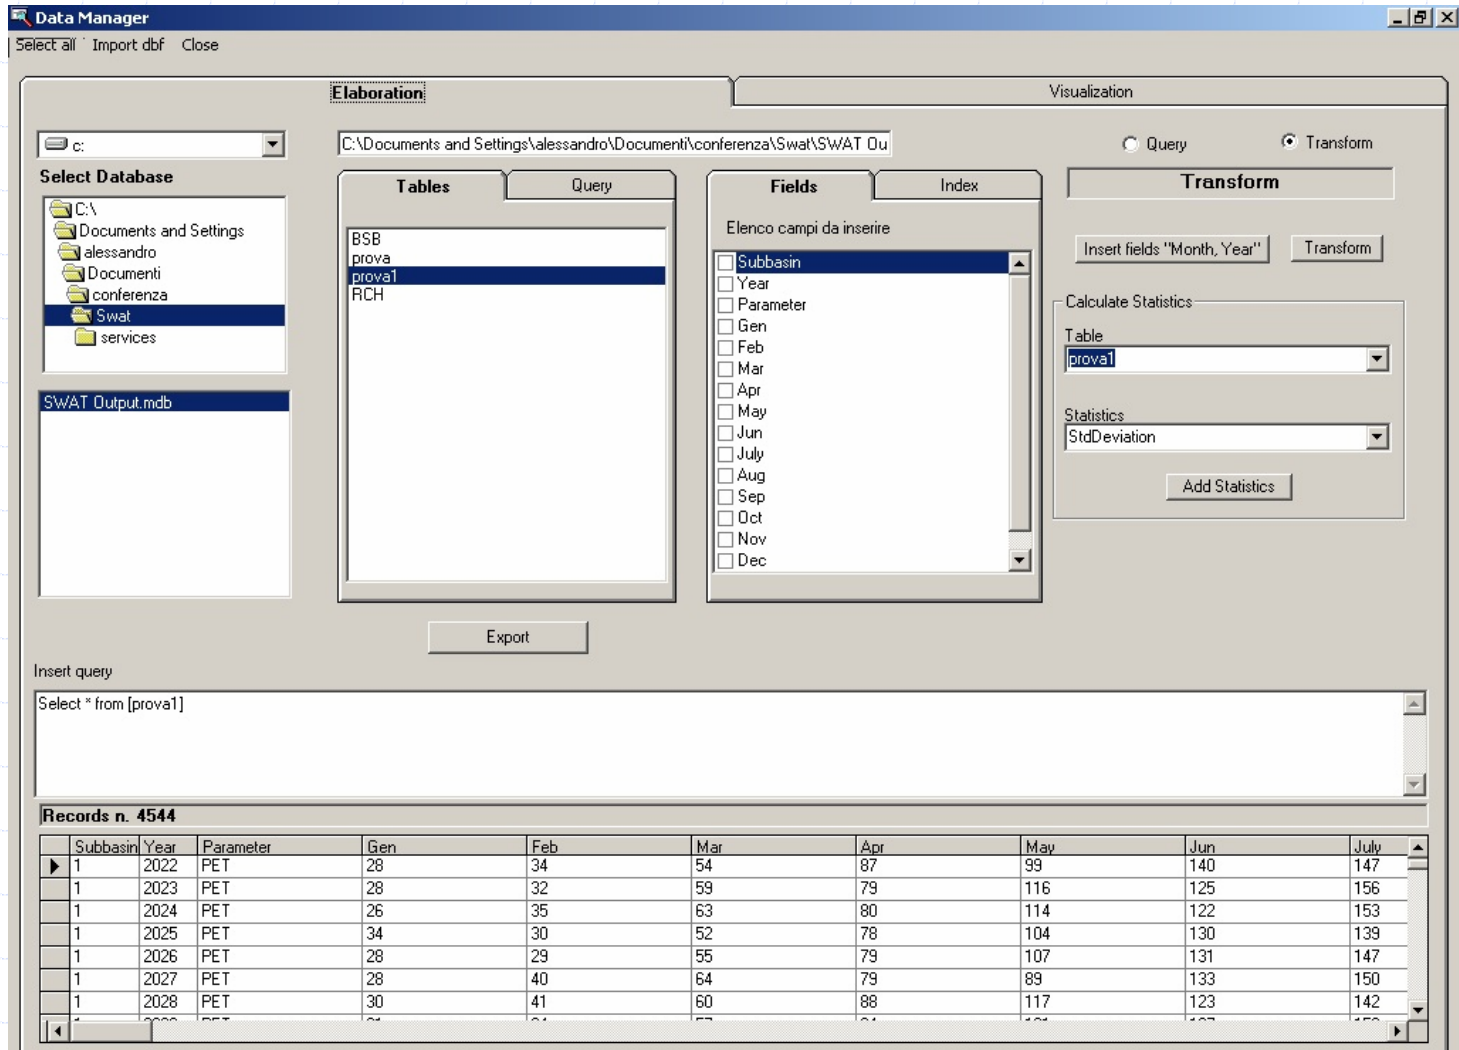 Data Manager
Select all Import dbf Close
Elaboration Visualization
c:
C:\Documents and Settings\alessandro\Documenti\conferenza\Swat\SWAT Ou
Query Transform
Select Database
C:\
Documents and Settings
alessandro
Documenti
conferenza
Swat
services
SWAT Output.mdb
Tables Query
BSB
prova
prova1
RCH
Fields Index
Elenco campi da inserire
Subbasin
Year
Parameter
Gen
Feb
Mar
Apr
May
Jun
July
Aug
Sep
Oct
Nov
Dec
Transform
Insert fields "Month, Year" Transform
Calculate Statistics
Table
prova1
Statistics
StdDeviation
Add Statistics
Export
Insert query
Select * from [prova1]
Records n. 4544
Subbasin Year Parameter Gen Feb Mar Apr May Jun July
1 2022 PET 28 34 54 87 99 140 147
1 2023 PET 28 32 59 79 116 125 156
1 2024 PET 26 35 63 80 114 122 153
1 2025 PET 34 30 52 78 104 130 139
1 2026 PET 28 29 55 79 107 131 147
1 2027 PET 28 40 64 79 89 133 150
1 2028 PET 30 41 60 88 117 123 142